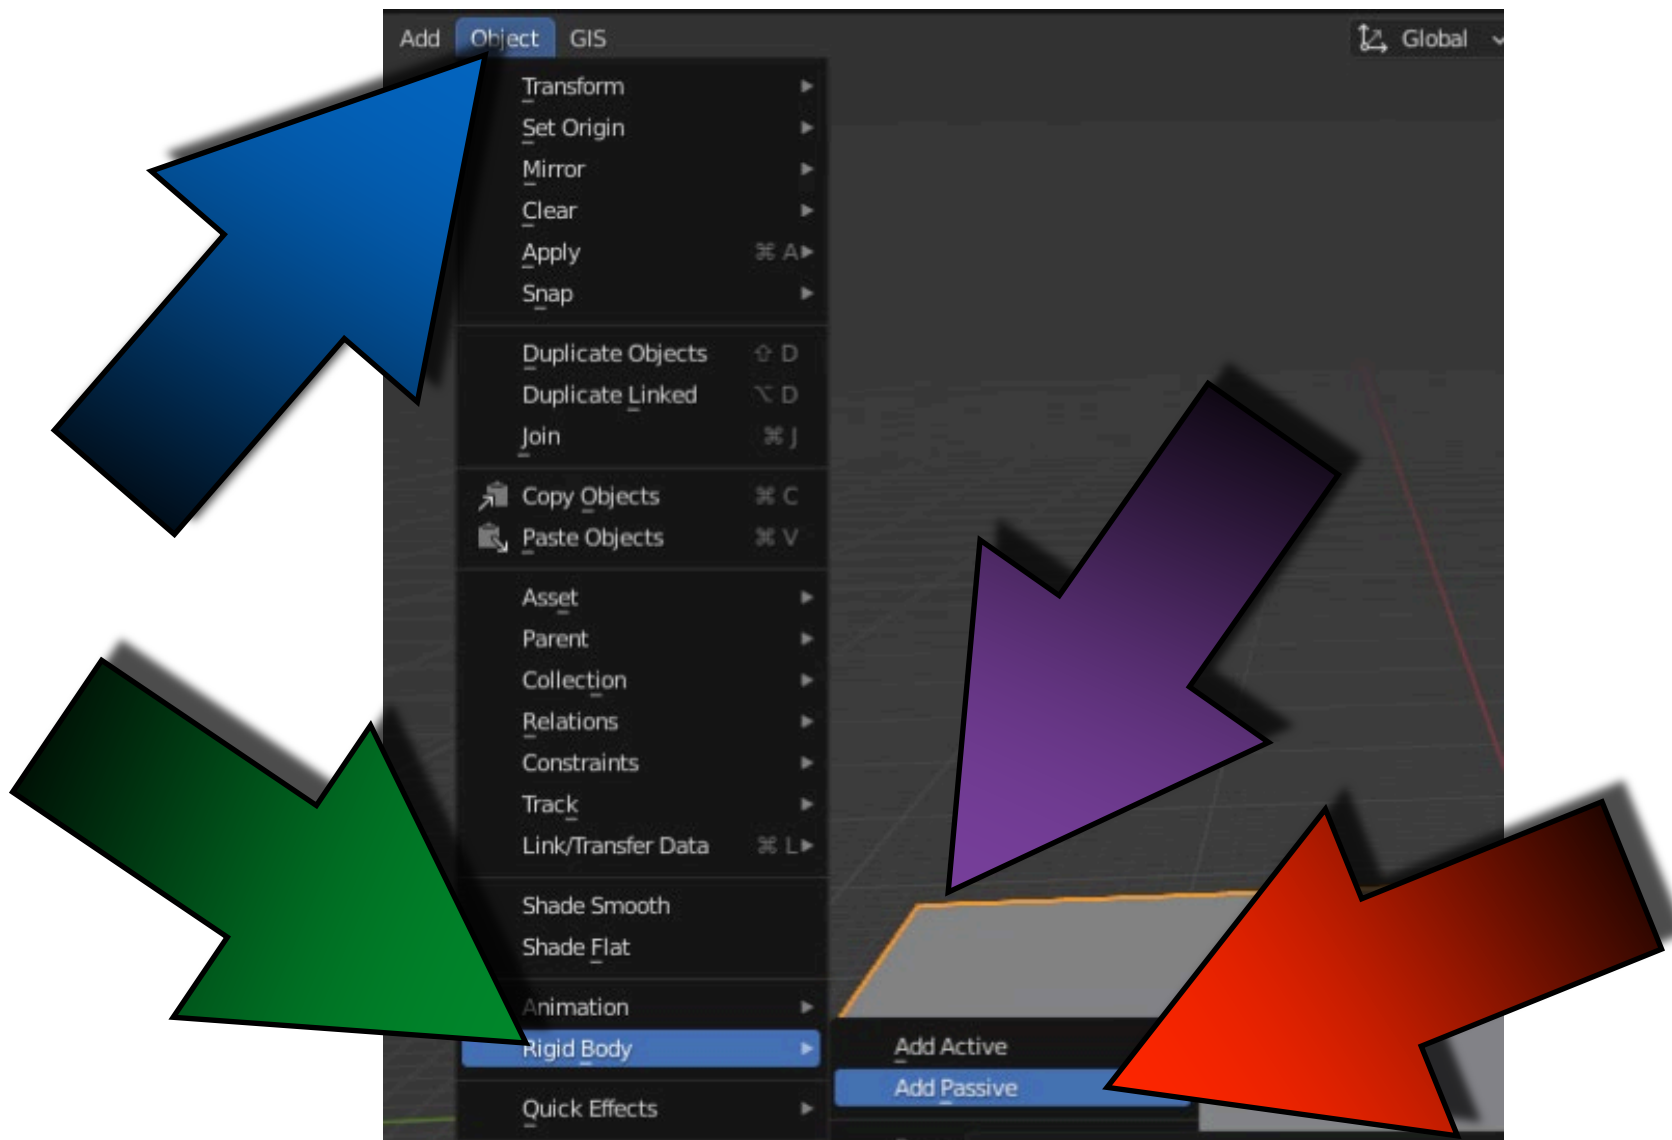 Add Object GIS Global
Transform
Set Origin
Mirror
Clear
Apply ⌘ A
Snap
Duplicate Objects ⇧ D
Duplicate Linked ⌥ D
Join ⌘ J
Copy Objects ⌘ C
Paste Objects ⌘ V
Asset
Parent
Collection
Relations
Constraints
Track
Link/Transfer Data ⌘ L
Shade Smooth
Shade Flat
Animation
Rigid Body
Add Active
Add Passive
Quick Effects